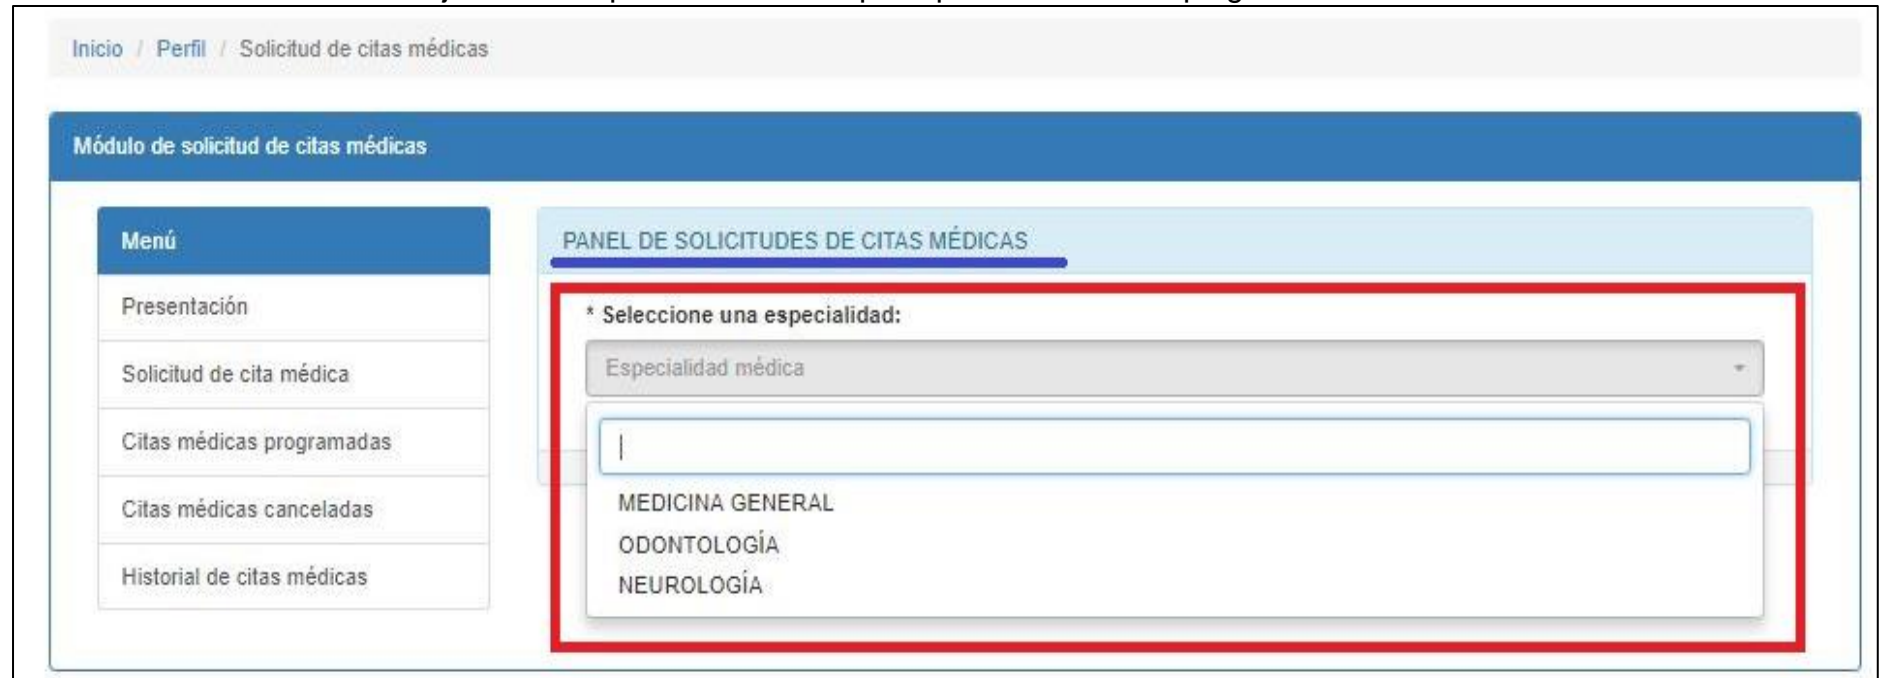 Inicio / Perfil / Solicitud de citas médicas
Módulo de solicitud de citas médicas
Menú
Presentación
Solicitud de cita médica
Citas médicas programadas
Citas médicas canceladas
Historial de citas médicas
PANEL DE SOLICITUDES DE CITAS MÉDICAS
* Seleccione una especialidad:
Especialidad médica
MEDICINA GENERAL
ODONTOLOGÍA
NEUROLOGÍA